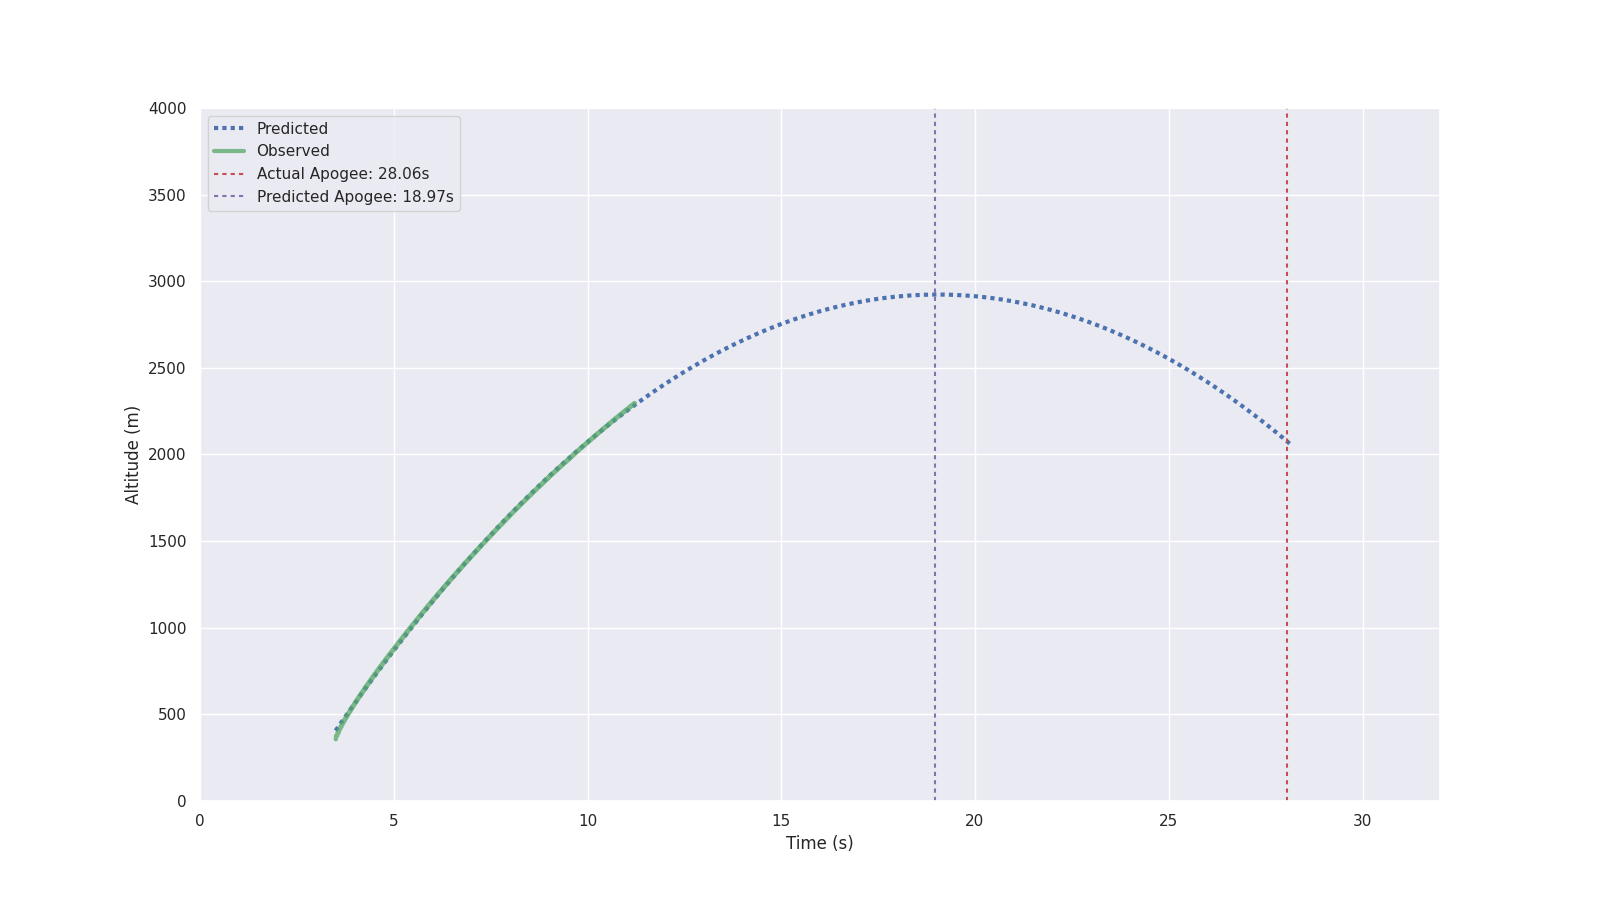 4000
3500
3000
2500
2000
1500
1000
500
0
Altitude (m)
Predicted
Observed
Actual Apogee: 28.06s
Predicted Apogee: 18.97s
0 5 10 15 20 25 30
Time (s)